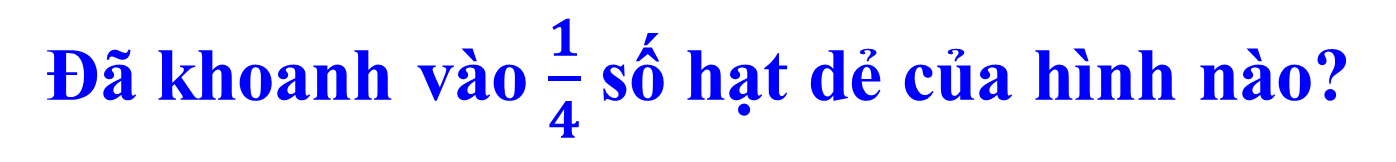 Đã khoanh vào 1/4 số hạt dẻ của hình nào?